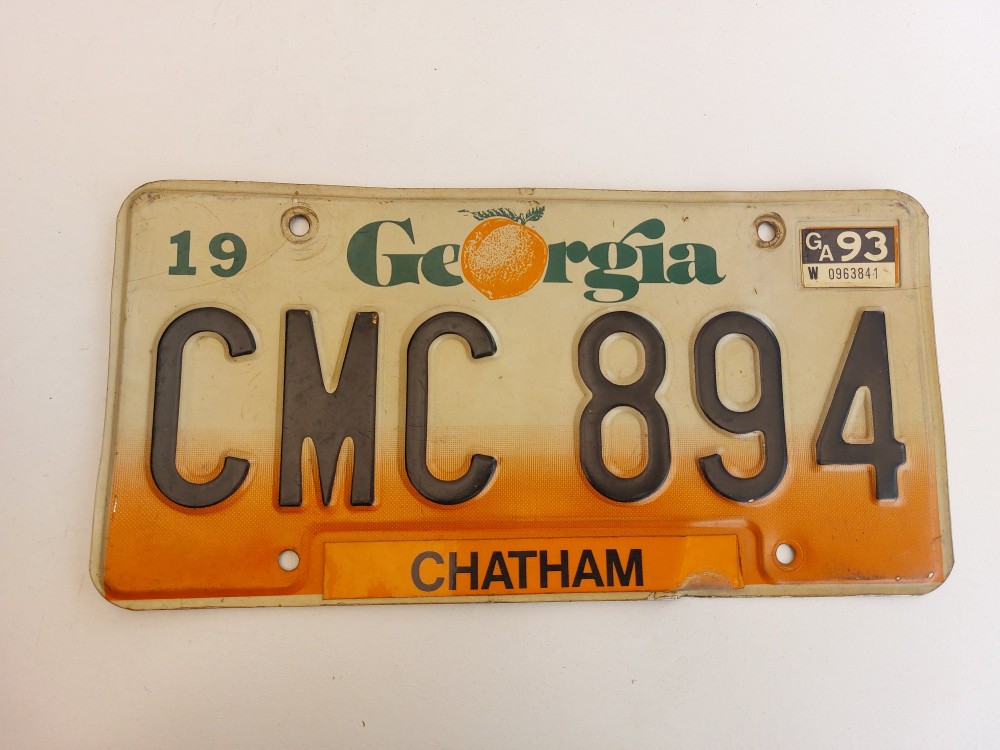 19 Georgia GA 93
W 0963841
CMC 894
CHATHAM